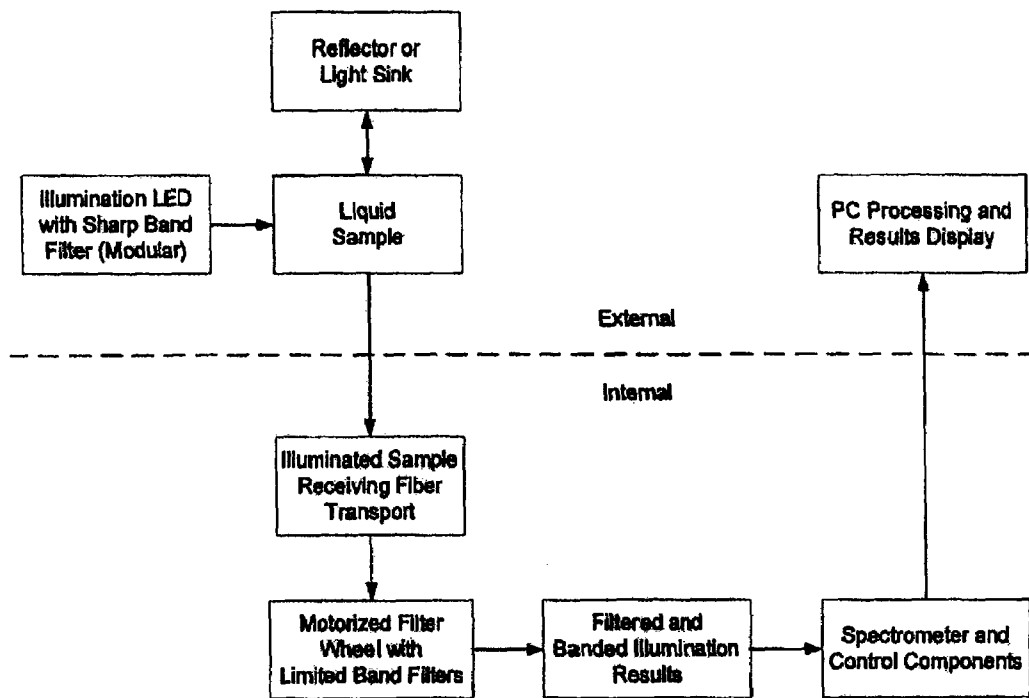 Reflector or
Light Sink
Illumination LED
with Sharp Band
Filter (Modular)
Liquid
Sample
PC Processing and
Results Display
External
Internal
Illuminated Sample
Receiving Fiber
Transport
Motorized Filter
Wheel with
Limited Band Filters
Filtered and
Banded Illumination
Results
Spectrometer and
Control Components